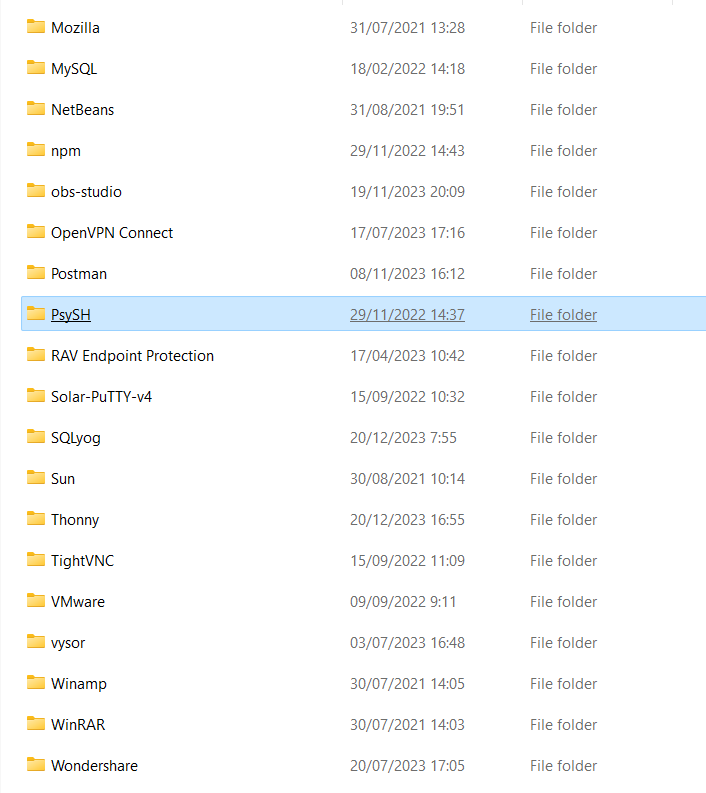 Mozilla 31/07/2021 13:28 File folder
MySQL 18/02/2022 14:18 File folder
NetBeans 31/08/2021 19:51 File folder
npm 29/11/2022 14:43 File folder
obs-studio 19/11/2023 20:09 File folder
OpenVPN Connect 17/07/2023 17:16 File folder
Postman 08/11/2023 16:12 File folder
PsySH 29/11/2022 14:37 File folder
RAV Endpoint Protection 17/04/2023 10:42 File folder
Solar-PuTTY-v4 15/09/2022 10:32 File folder
SQLyog 20/12/2023 7:55 File folder
Sun 30/08/2021 10:14 File folder
Thonny 20/12/2023 16:55 File folder
TightVNC 15/09/2022 11:09 File folder
VMware 09/09/2022 9:11 File folder
vysor 03/07/2023 16:48 File folder
Winamp 30/07/2021 14:05 File folder
WinRAR 30/07/2021 14:03 File folder
Wondershare 20/07/2023 17:05 File folder